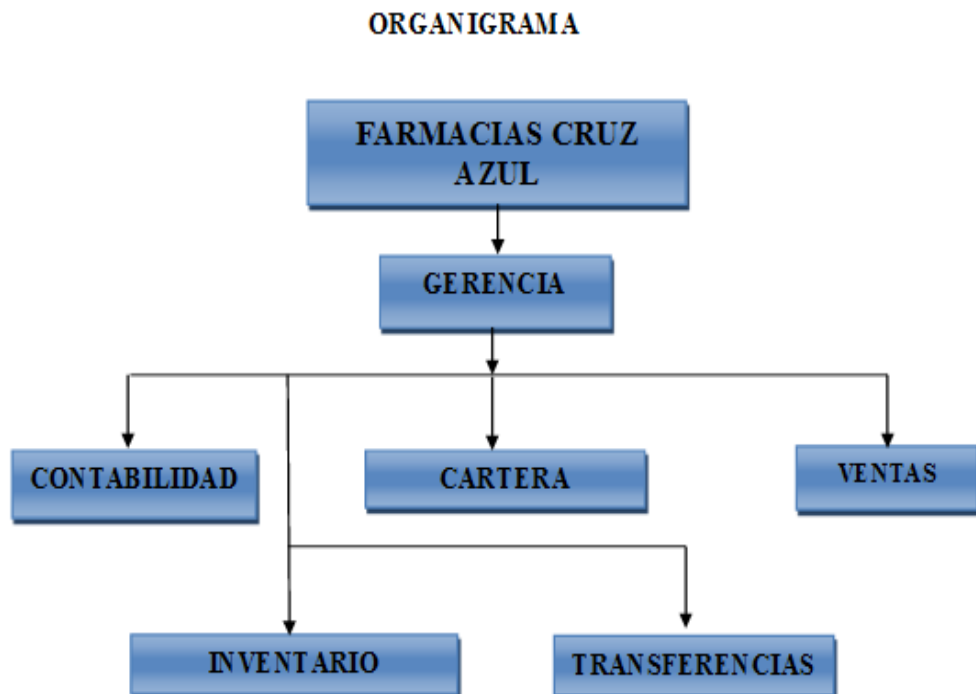 ORGANIGRAMA
FARMACIAS CRUZ
AZUL
GERENCIA
CONTABILIDAD
CARTERA
VENTAS
INVENTARIO
TRANSFERENCIAS